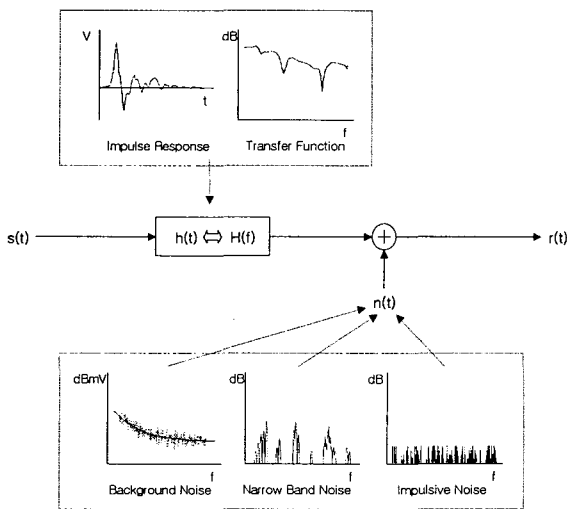 V
dB
t
f
Impulse Response
Transfer Function
s(t)
h(t) ⇔ H(f)
+
r(t)
n(t)
dBmV
dB
dB
f
f
f
Background Noise
Narrow Band Noise
Impulsive Noise